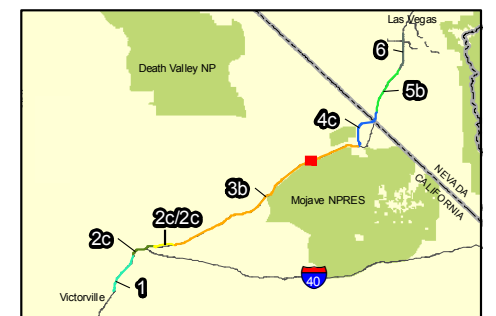 Las Vegas
6
Death Valley NP
5b
4c
NEVADA
CALIFORNIA
3b
Mojave NPRES
2c/2c
2c
40
1
Victorville